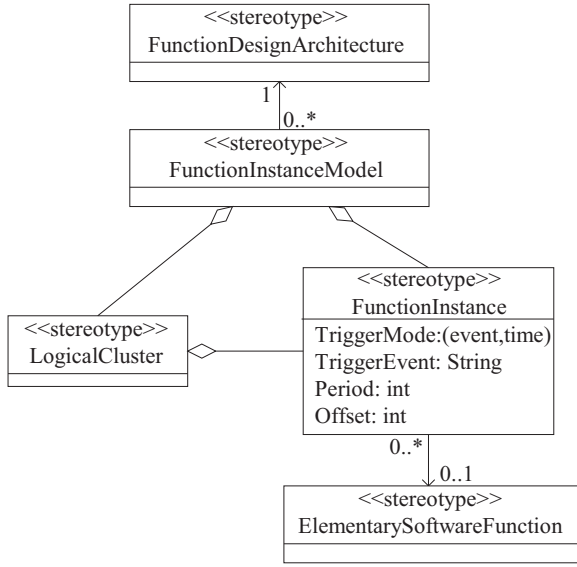 <<stereotype>>
FunctionDesignArchitecture
1
0..*
<<stereotype>>
FunctionInstanceModel
<<stereotype>>
FunctionInstance
TriggerMode:(event,time)
TriggerEvent: String
Period: int
Offset: int
<<stereotype>>
LogicalCluster
0..*
0..1
<<stereotype>>
ElementarySoftwareFunction